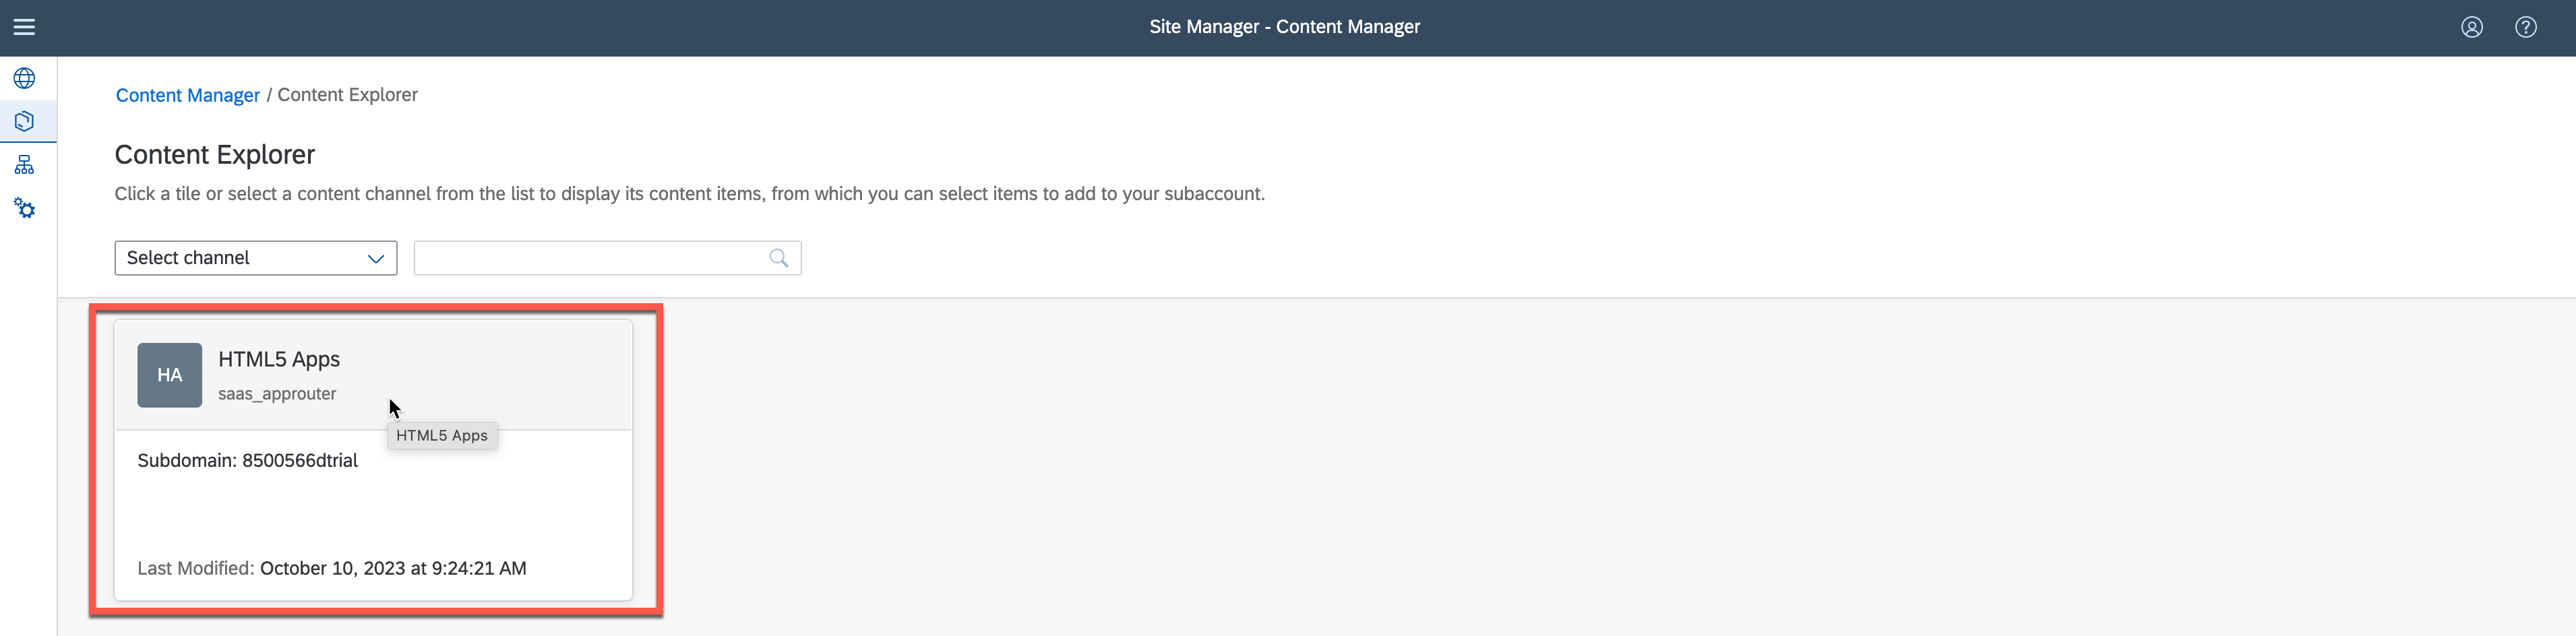 Site Manager - Content Manager
Content Manager / Content Explorer
Content Explorer
Click a tile or select a content channel from the list to display its content items, from which you can select items to add to your subaccount.
Select channel
HA
HTML5 Apps
saas_approuter
HTML5 Apps
Subdomain: 8500566dtrial
Last Modified: October 10, 2023 at 9:24:21 AM